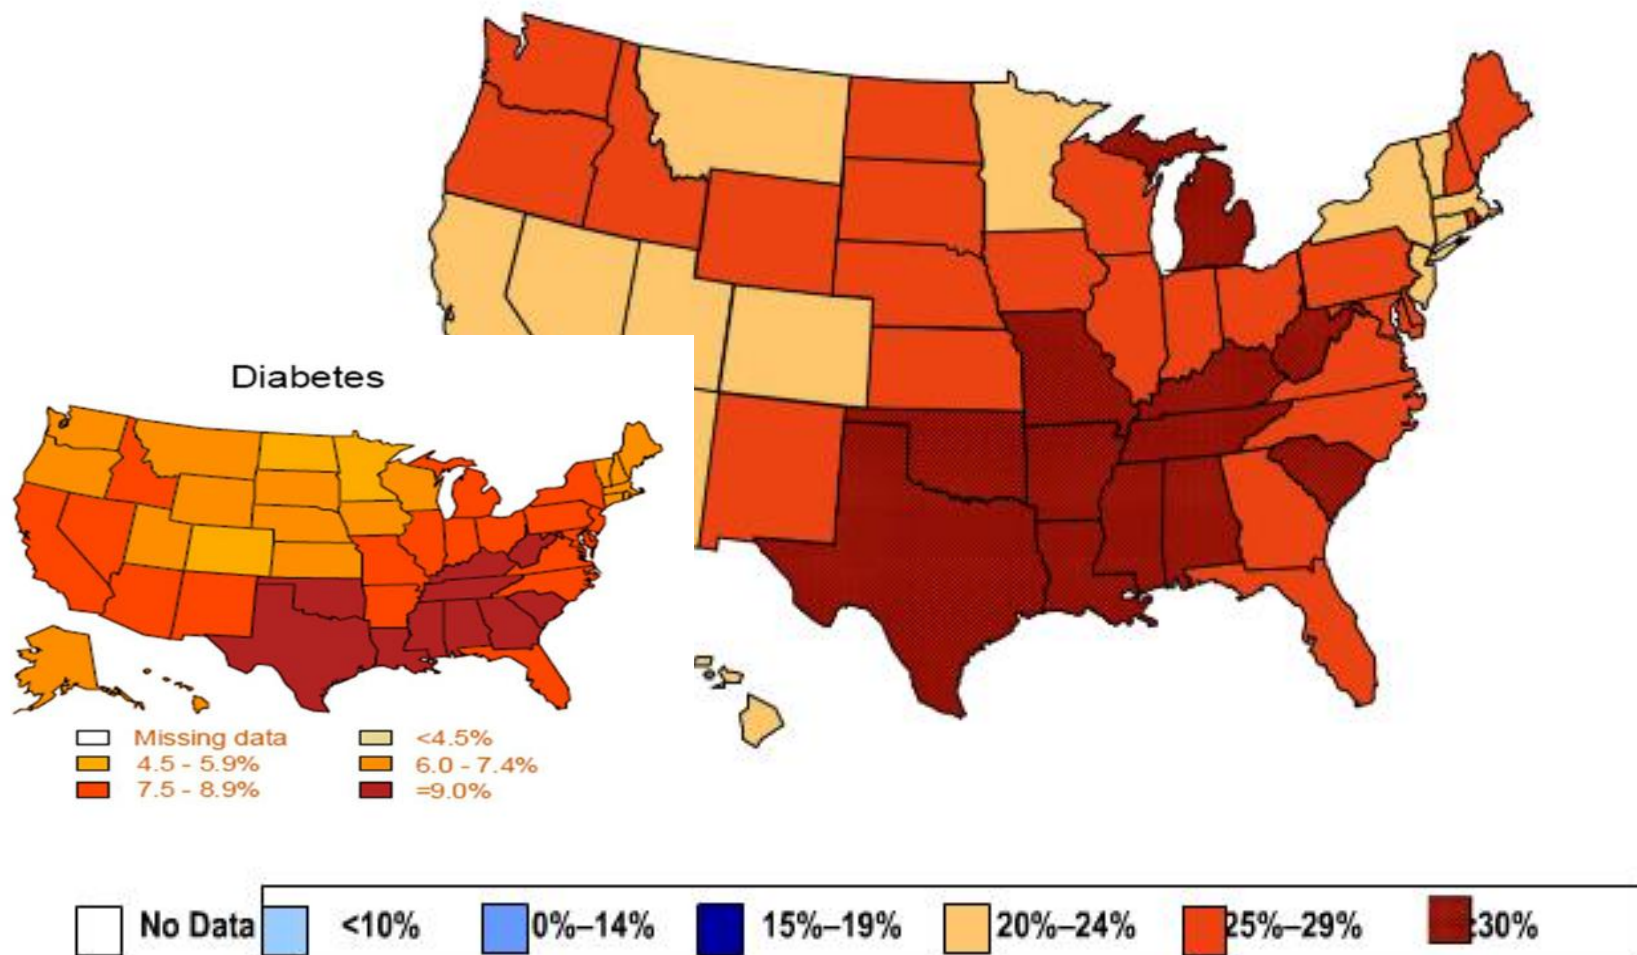 Diabetes
Missing data <4.5%
4.5 - 5.9% 6.0 - 7.4%
7.5 - 8.9% =9.0%
No Data <10% 0%–14% 15%–19% 20%–24% 25%–29% 30%